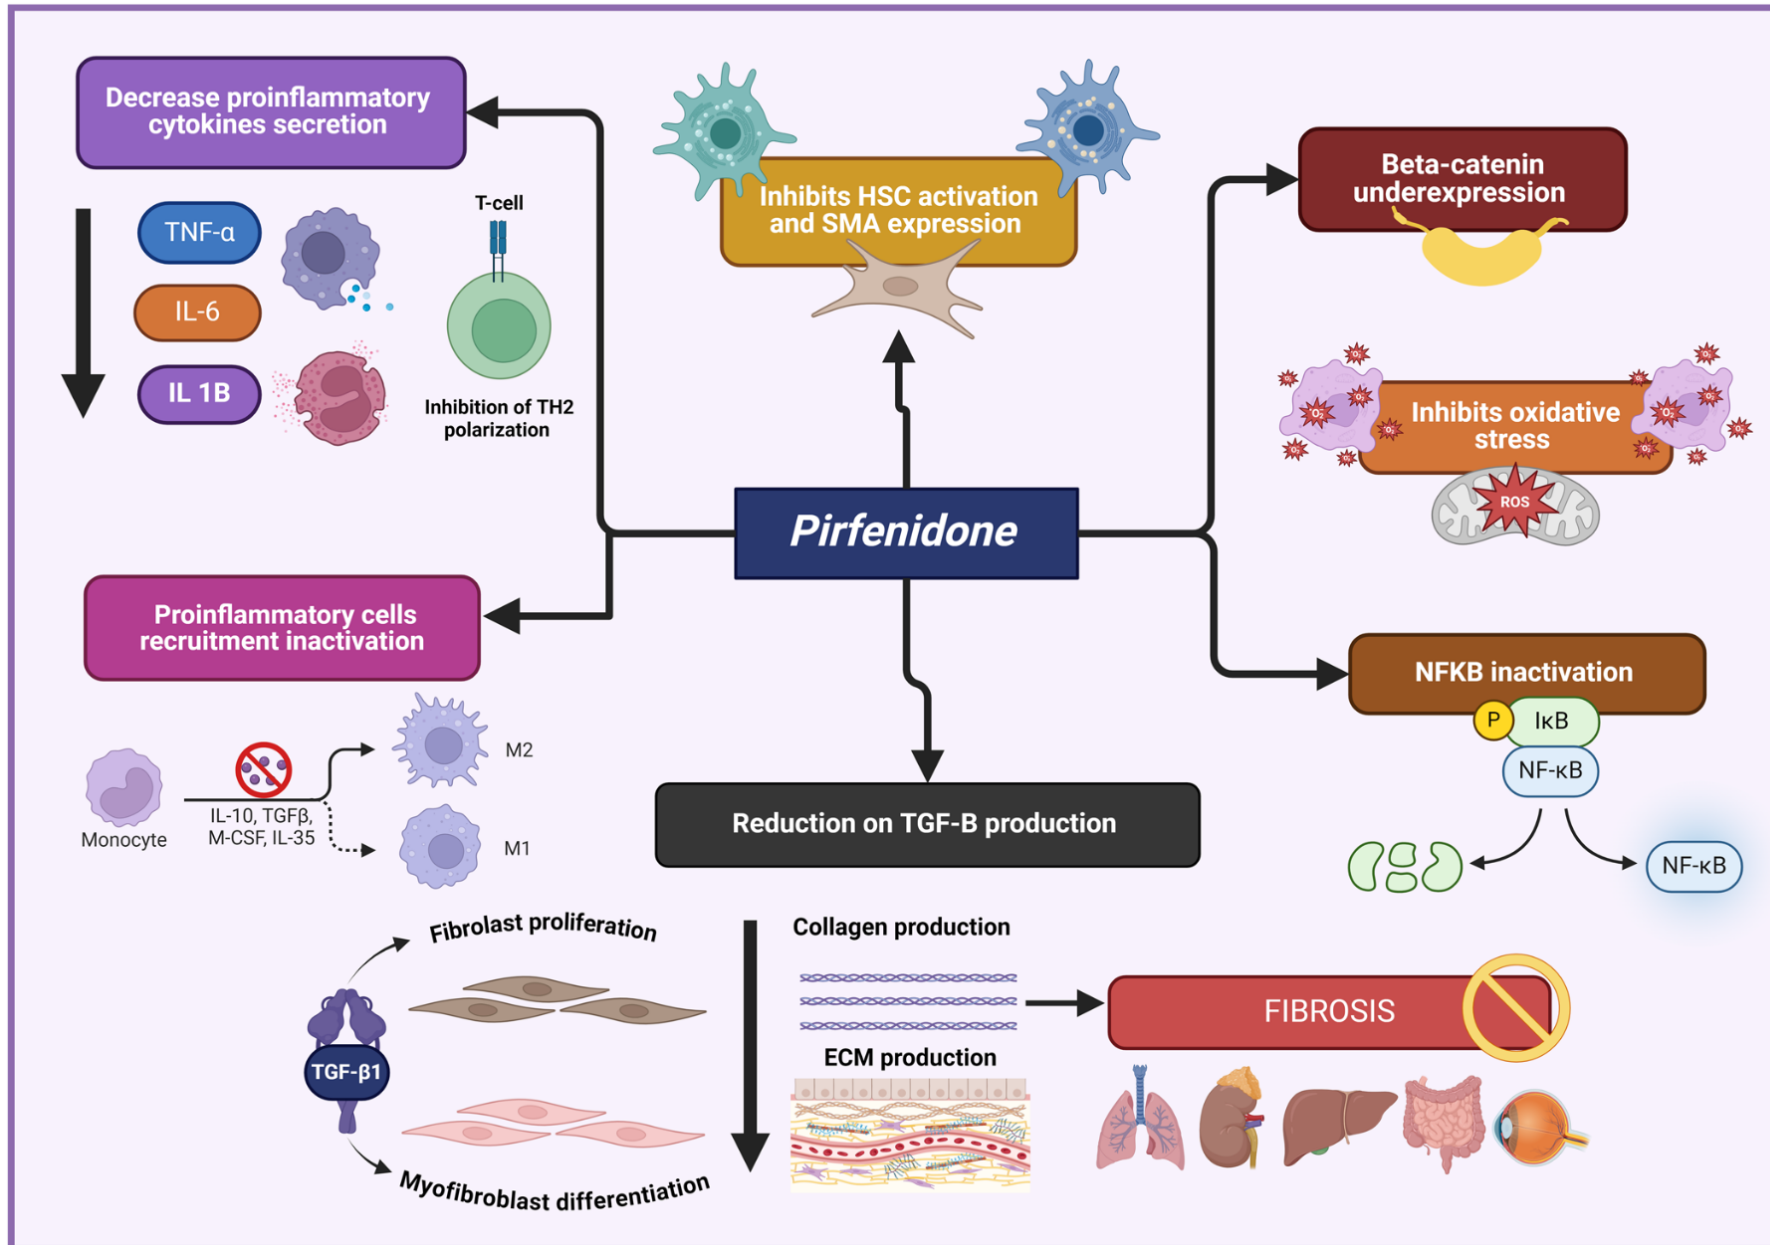 Decrease proinflammatory
cytokines secretion
TNF-α
IL-6
IL 1B
T-cell
Inhibition of TH2
polarization
Inhibits HSC activation
and SMA expression
Beta-catenin
underexpression
Inhibits oxidative
stress
ROS
Pirfenidone
Proinflammatory cells
recruitment inactivation
Monocyte
IL-10, TGFβ,
M-CSF, IL-35
M2
M1
NFKB inactivation
P
IκB
NF-κB
NF-κB
Reduction on TGF-B production
Fibrolast proliferation
TGF-β1
Myofibroblast differentiation
Collagen production
ECM production
FIBROSIS